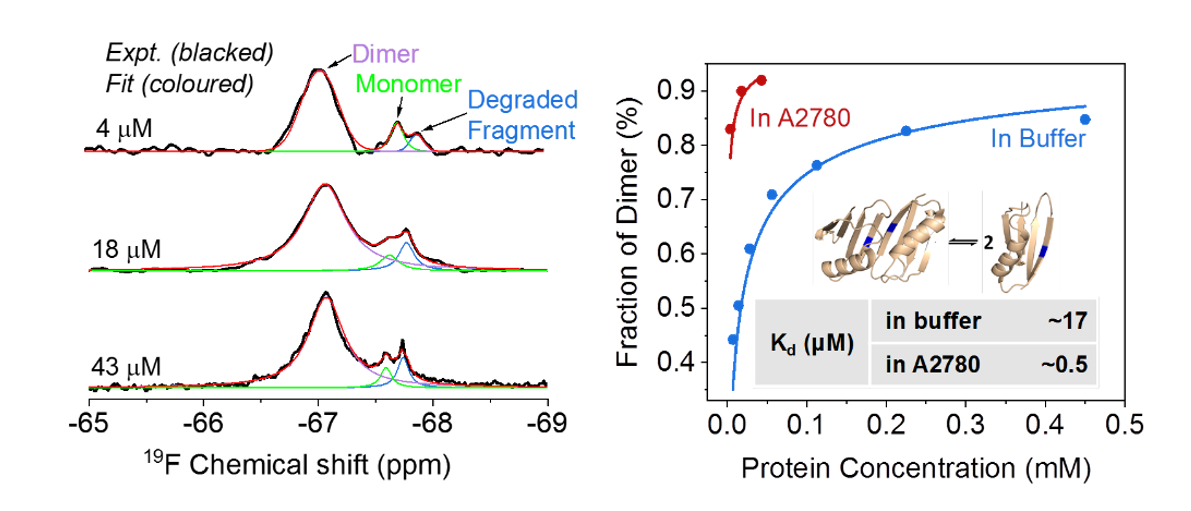 Expt. (blacked)
Fit (coloured)
Dimer
Monomer
Degraded
Fragment
4 μM
18 μM
43 μM
-65 -66 -67 -68 -69
¹⁹F Chemical shift (ppm)
Fraction of Dimer (%)
0.9
0.8
0.7
0.6
0.5
0.4
In A2780
In Buffer
2
Kd (μM)
in buffer ~17
in A2780 ~0.5
0.0 0.1 0.2 0.3 0.4 0.5
Protein Concentration (mM)